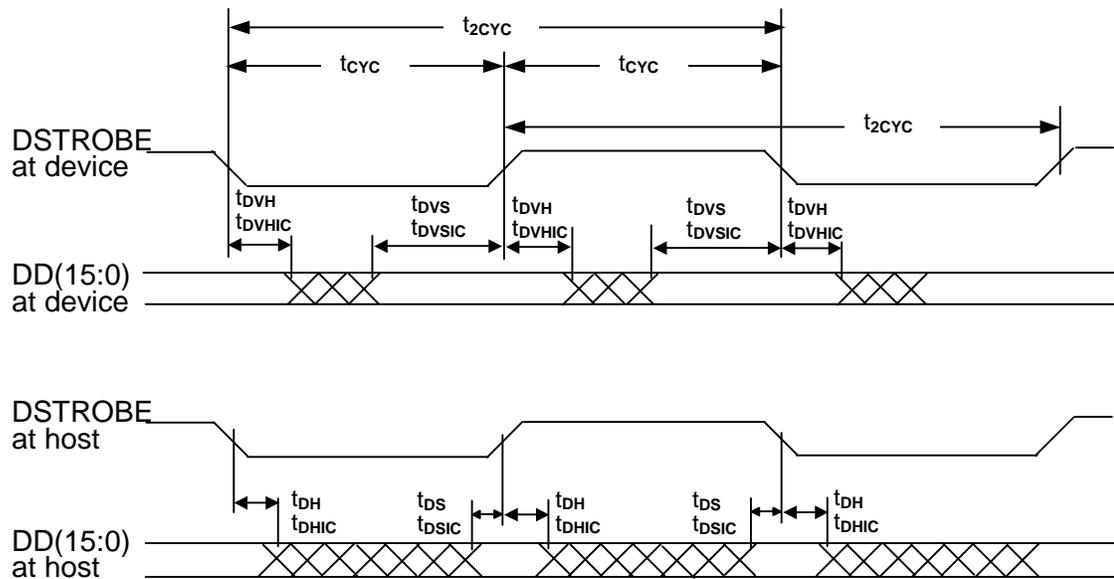 t2CYC
tCYC tCYC
t2CYC
DSTROBE
at device
tDVH tDVS tDVH tDVS tDVH
tDVHIC tDVSIC tDVHIC tDVSIC tDVHIC
DD(15:0)
at device
DSTROBE
at host
tDH tDS tDH tDS tDH
tDHIC tDSIC tDHIC tDSIC tDHIC
DD(15:0)
at host